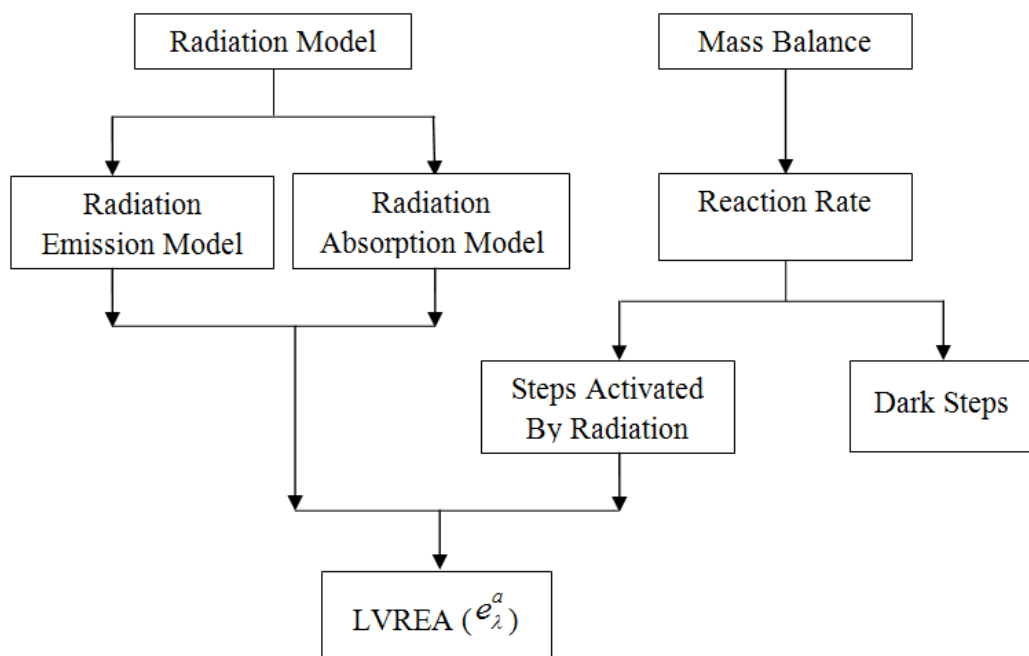 Radiation Model
Mass Balance
Radiation
Emission Model
Radiation
Absorption Model
Reaction Rate
Steps Activated
By Radiation
Dark Steps
LVREA (e_λ^a)